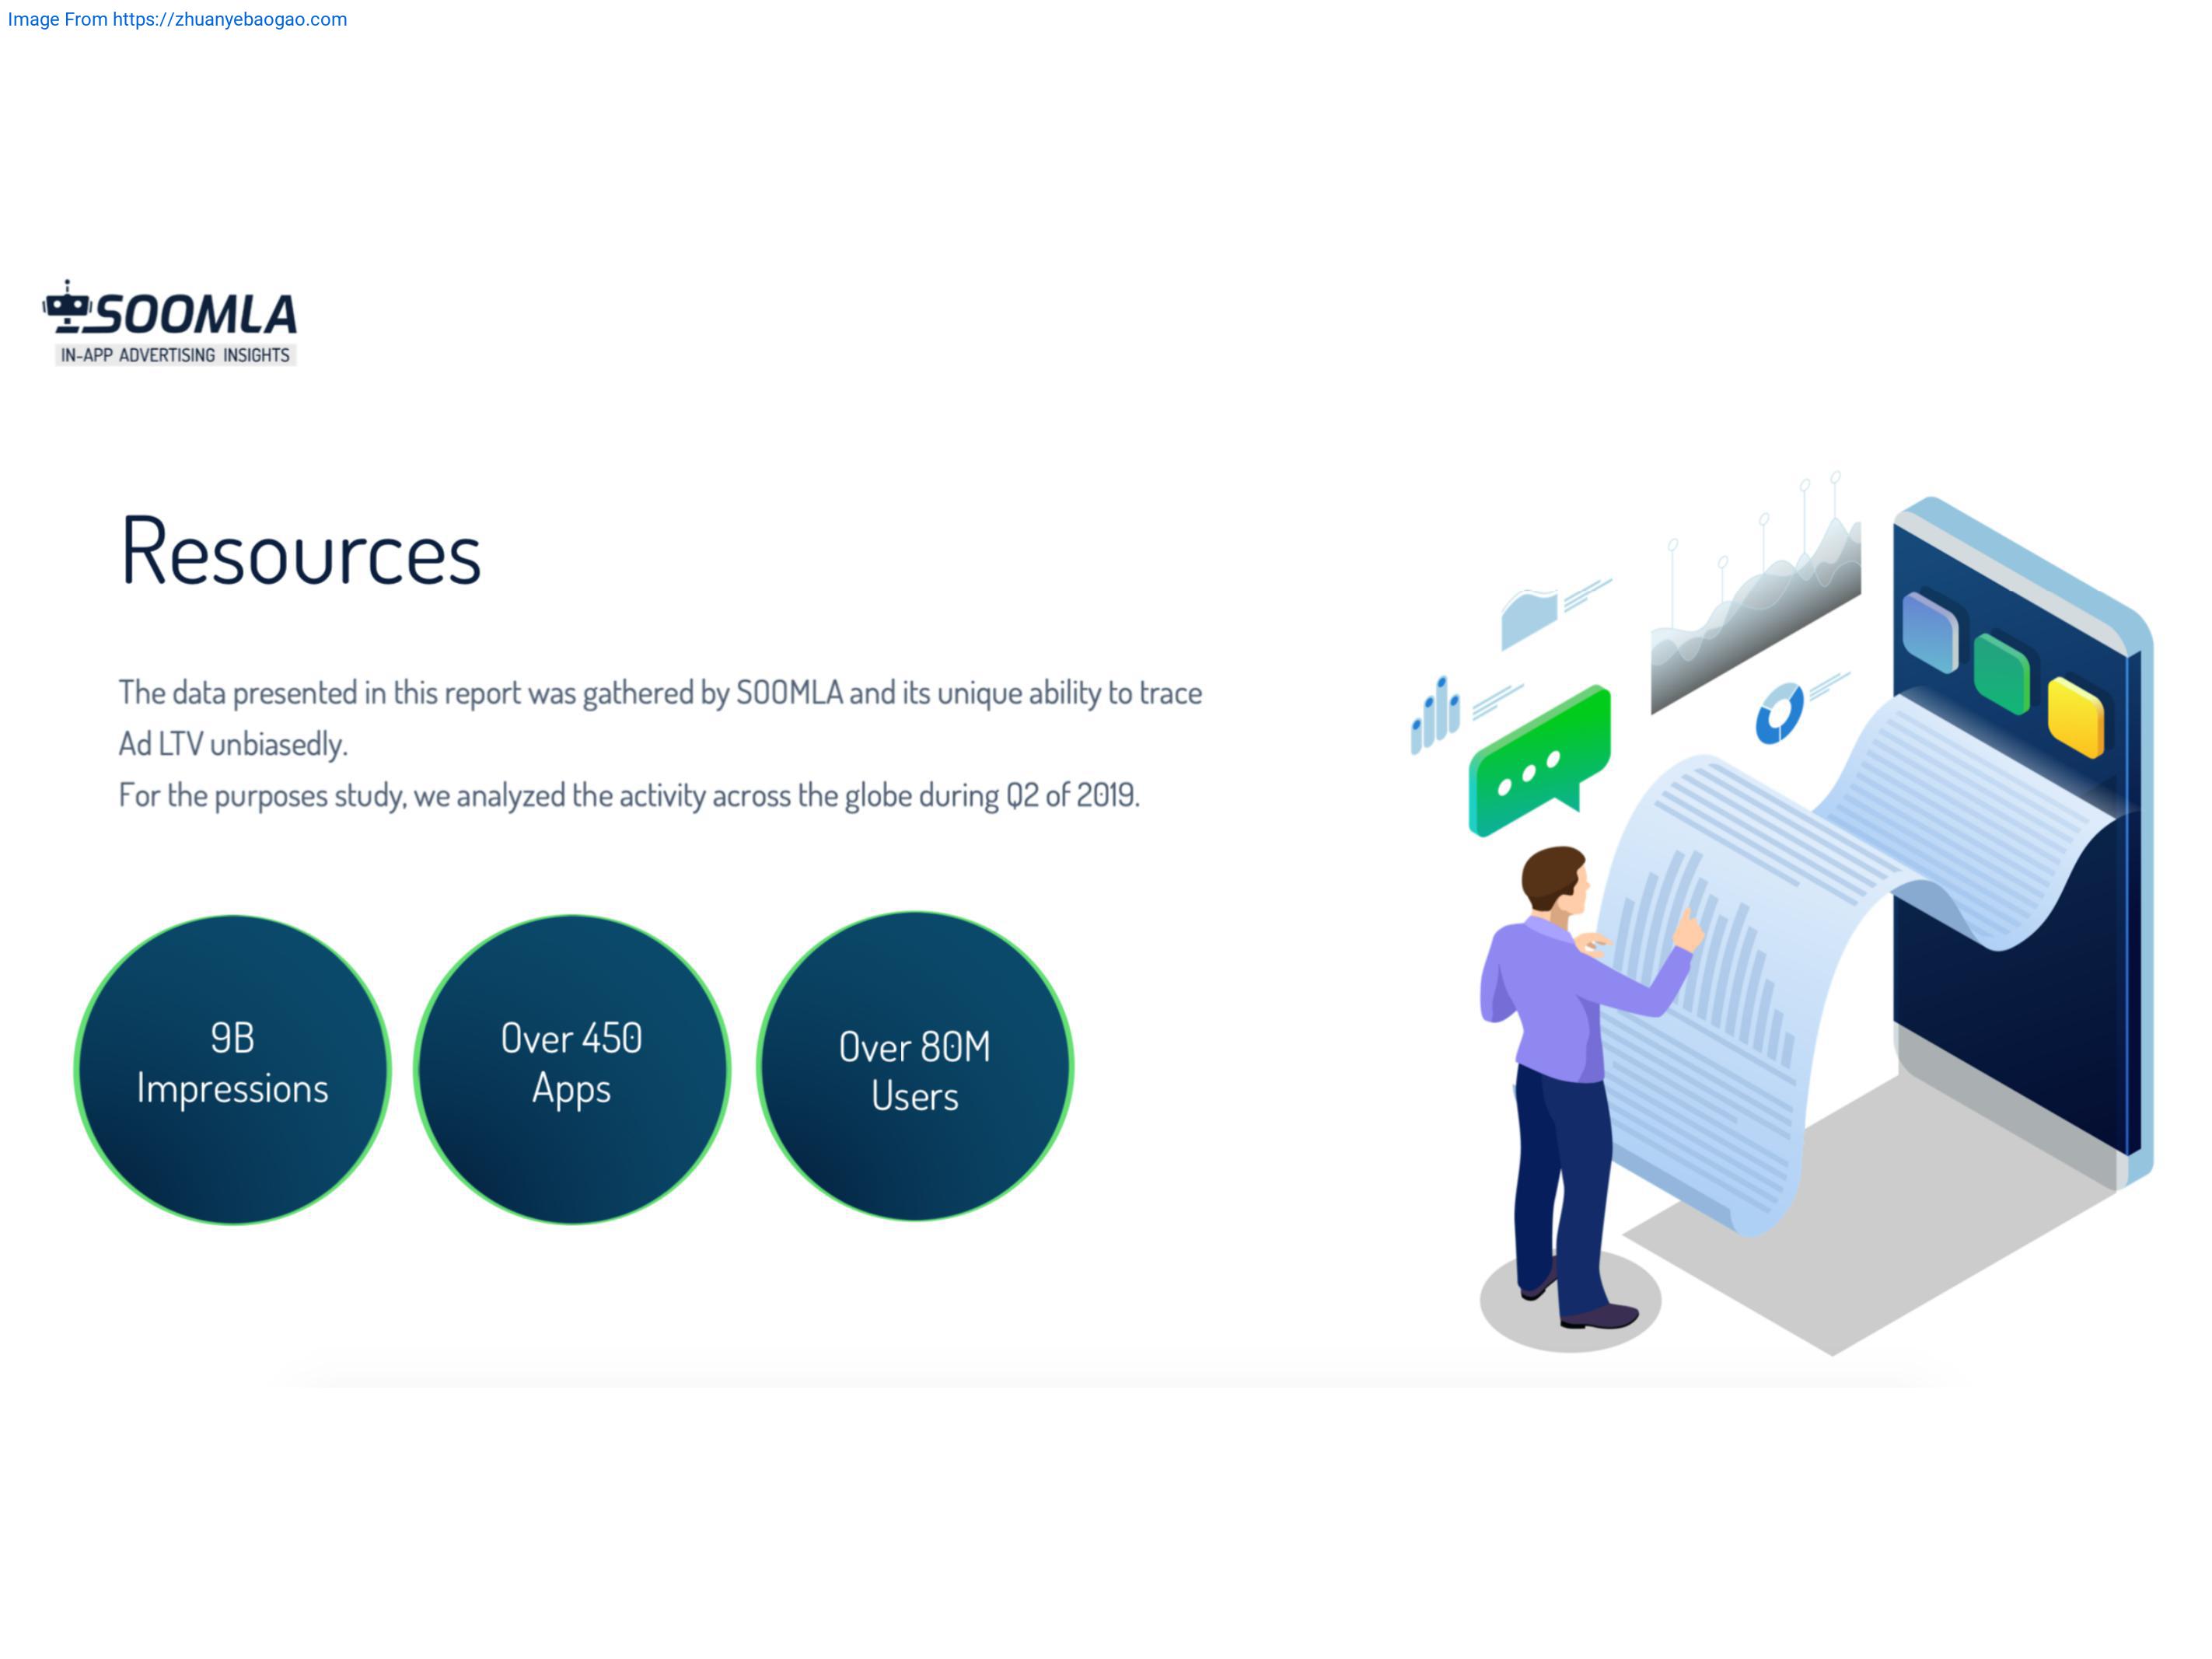 Image From https://zhuanyebaogao.com
SOOMLA
IN-APP ADVERTISING INSIGHTS
Resources
The data presented in this report was gathered by SOOMLA and its unique ability to trace
Ad LTV unbiasedly.
For the purposes study, we analyzed the activity across the globe during Q2 of 2019.
9B
Impressions
Over 450
Apps
Over 80M
Users